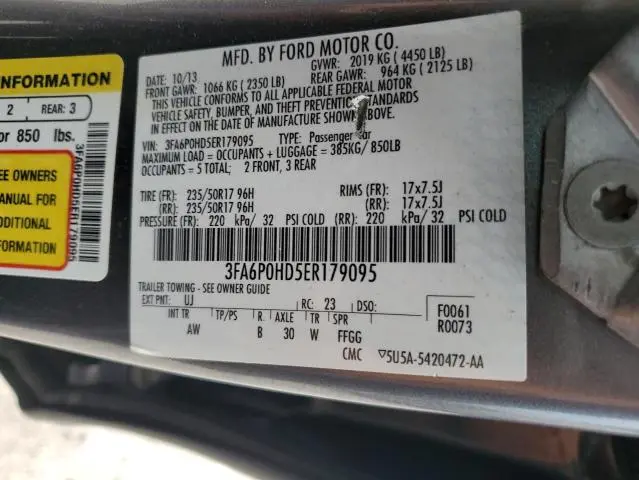 INFORMATION
2 REAR: 3
or 850 lbs.
EE OWNERS
ANUAL FOR
DDITIONAL
FORMATION
3FA6P0HD5ER179095
MFD. BY FORD MOTOR CO.
DATE: 10/13 GVWR: 2019 KG ( 4450 LB)
FRONT GAWR: 1066 KG ( 2350 LB) REAR GAWR: 964 KG ( 2125 LB)
THIS VEHICLE CONFORMS TO ALL APPLICABLE FEDERAL MOTOR
VEHICLE SAFETY, BUMPER, AND THEFT PREVENTION STANDARDS
IN EFFECT ON THE DATE OF MANUFACTURE SHOWN ABOVE.
VIN: 3FA6P0HD5ER179095 TYPE: Passenger Car
MAXIMUM LOAD = OCCUPANTS + LUGGAGE = 385KG/ 850LB
OCCUPANTS = 5 TOTAL; 2 FRONT, 3 REAR
TIRE (FR): 235/50R17 96H RIMS (FR): 17x7.5J
(RR): 235/50R17 96H (RR): 17x7.5J
PRESSURE (FR): 220 kPa/ 32 PSI COLD (RR): 220 kPa/ 32 PSI COLD
3FA6P0HD5ER179095
TRAILER TOWING - SEE OWNER GUIDE
EXT PNT: UJ RC: 23 DSO: F0061
INT TR TP/PS R. AXLE TR SPR R0073
AW B 30 W FFGG
CMC ▽5U5A-5420472-AA